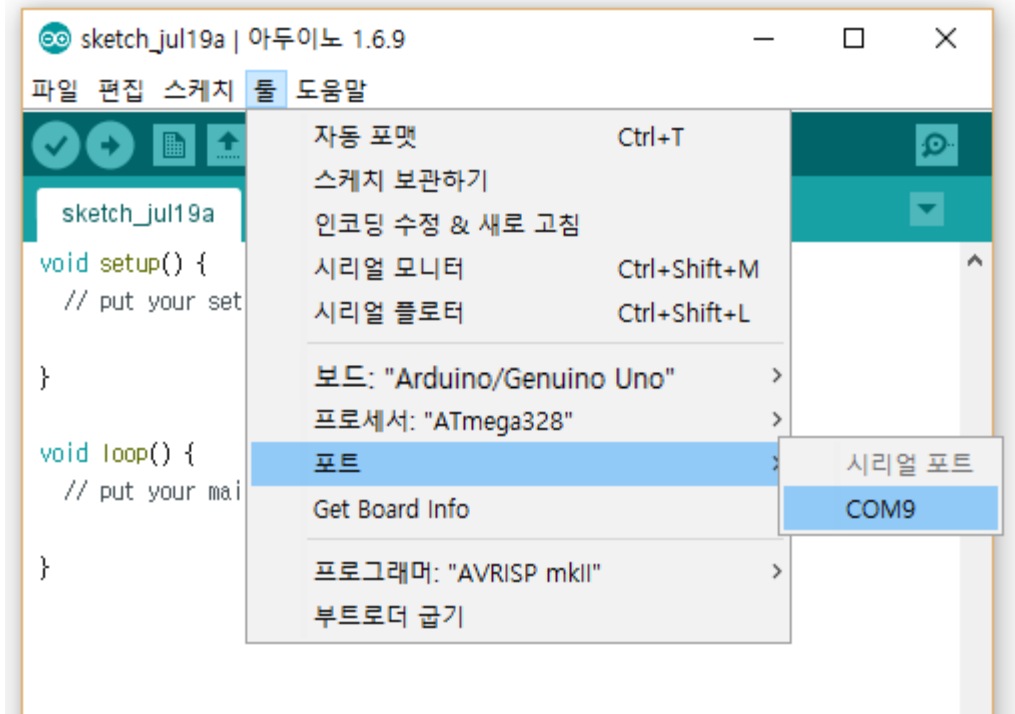 sketch_jul19a | 아두이노 1.6.9
파일 편집 스케치 툴 도움말
자동 포맷 Ctrl+T
스케치 보관하기
인코딩 수정 & 새로 고침
시리얼 모니터 Ctrl+Shift+M
시리얼 플로터 Ctrl+Shift+L
보드: "Arduino/Genuino Uno"
프로세서: "ATmega328"
포트
Get Board Info
프로그래머: "AVRISP mkII"
부트로더 굽기
시리얼 포트
COM9
sketch_jul19a
void setup() {
// put your set
}
void loop() {
// put your mai
}